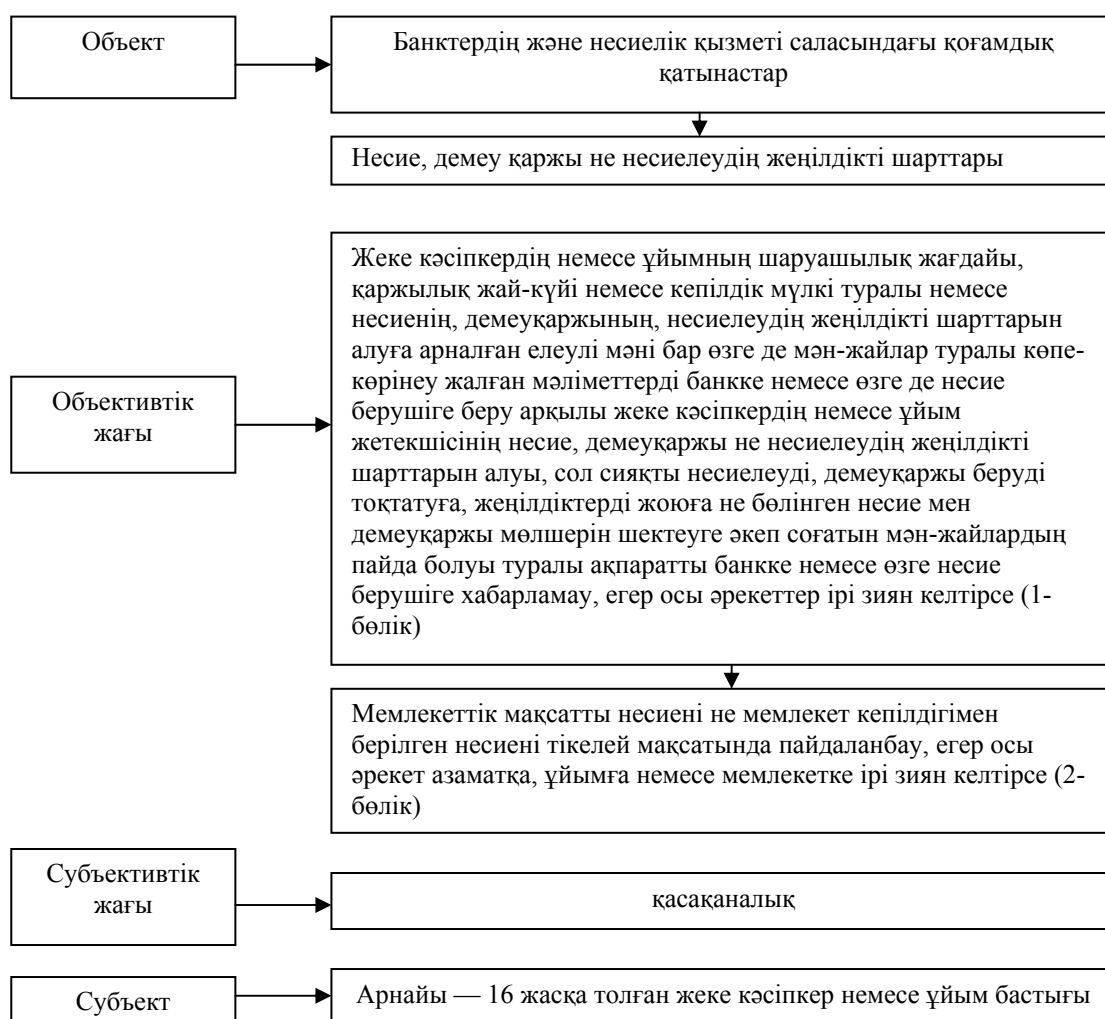 Объект
Банктердің және несиелік қызметі саласындағы қоғамдық
қатынастар
Несие, демеу қаржы не несиелеудің жеңілдікті шарттары
Объективтік
жағы
Жеке кәсіпкердің немесе ұйымның шаруашылық жағдайы,
қаржылық жай-күйі немесе кепілдік мүлкі туралы немесе
несиенің, демеуқаржының, несиелеудің жеңілдікті шарттарын
алуға арналған елеулі мәні бар өзге де мән-жайлар туралы көпе-
көрінеу жалған мәліметтерді банкке немесе өзге де несие
берушіге беру арқылы жеке кәсіпкердің немесе ұйым
жетекшісінің несие, демеуқаржы не несиелеудің жеңілдікті
шарттарын алуы, сол сияқты несиелеуді, демеуқаржы беруді
тоқтатуға, жеңілдіктерді жоюға не бөлінген несие мен
демеуқаржы мөлшерін шектеуге әкеп соғатын мән-жайлардың
пайда болуы туралы ақпаратты банкке немесе өзге несие
берушіге хабарламау, егер осы әрекеттер ірі зиян келтірсе (1-
бөлік)
Мемлекеттік мақсатты несиені не мемлекет кепілдігімен
берілген несиені тікелей мақсатында пайдаланбау, егер осы
әрекет азаматқа, ұйымға немесе мемлекетке ірі зиян келтірсе (2-
бөлік)
Субъективтік
жағы
қасақаналық
Субъект
Арнайы — 16 жасқа толған жеке кәсіпкер немесе ұйым бастығы